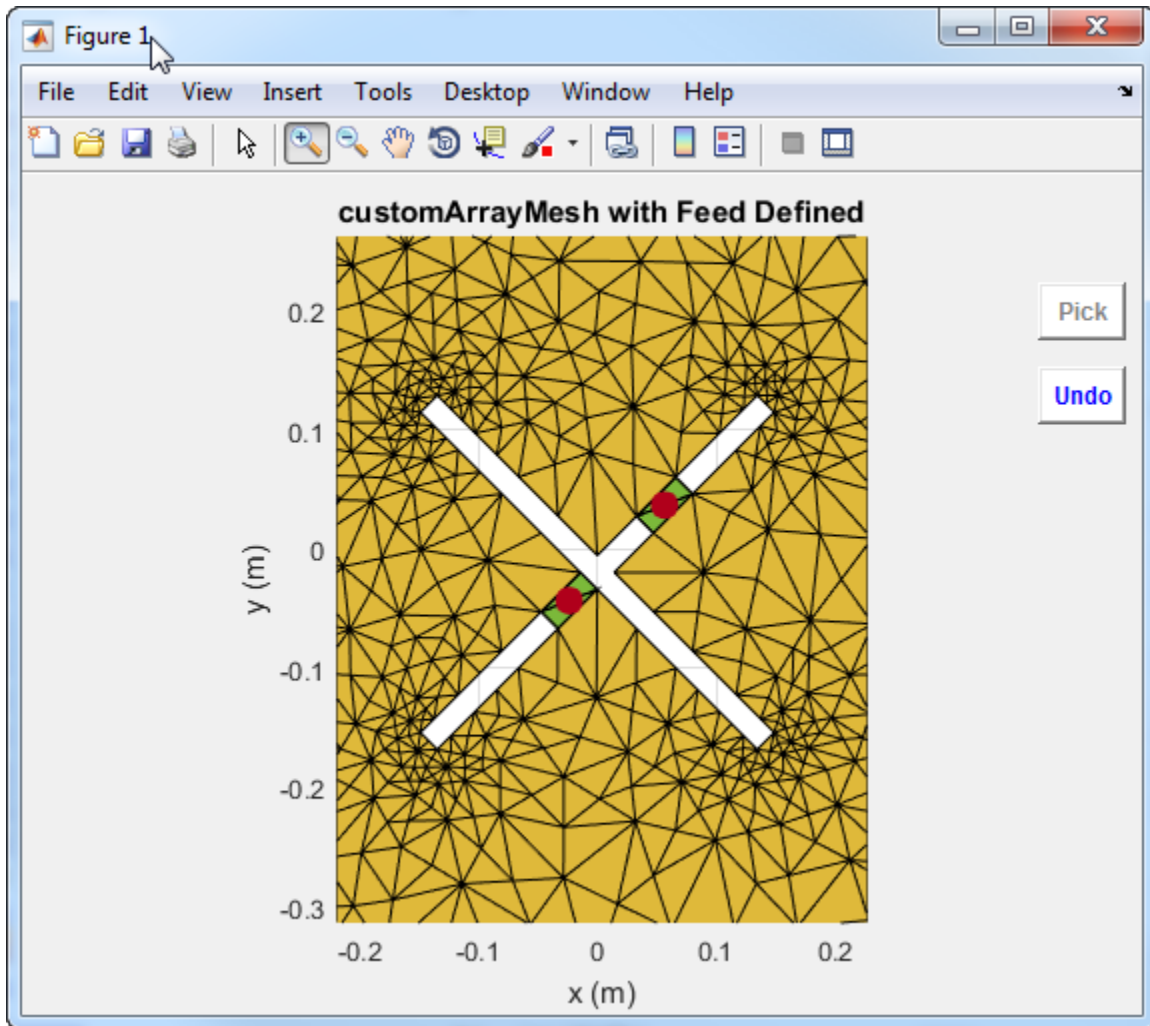 Figure 1
File Edit View Insert Tools Desktop Window Help
customArrayMesh with Feed Defined
Pick
Undo
0.2
0.1
0
-0.1
-0.2
-0.3
y (m)
-0.2 -0.1 0 0.1 0.2
x (m)